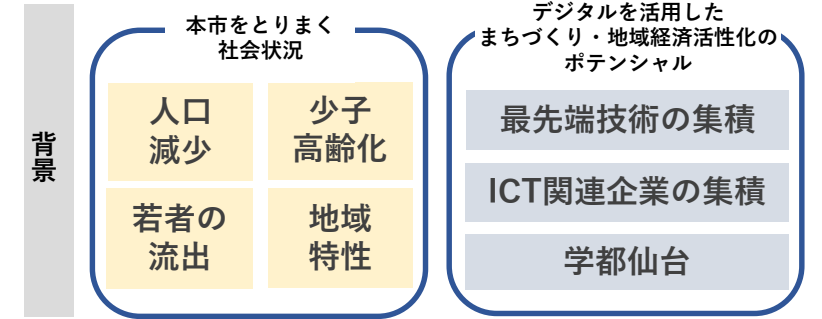 背景
本市をとりまく
社会状況
人口
減少
少子
高齢化
若者の
流出
地域
特性
デジタルを活用した
まちづくり・地域経済活性化の
ポテンシャル
最先端技術の集積
ICT関連企業の集積
学都仙台